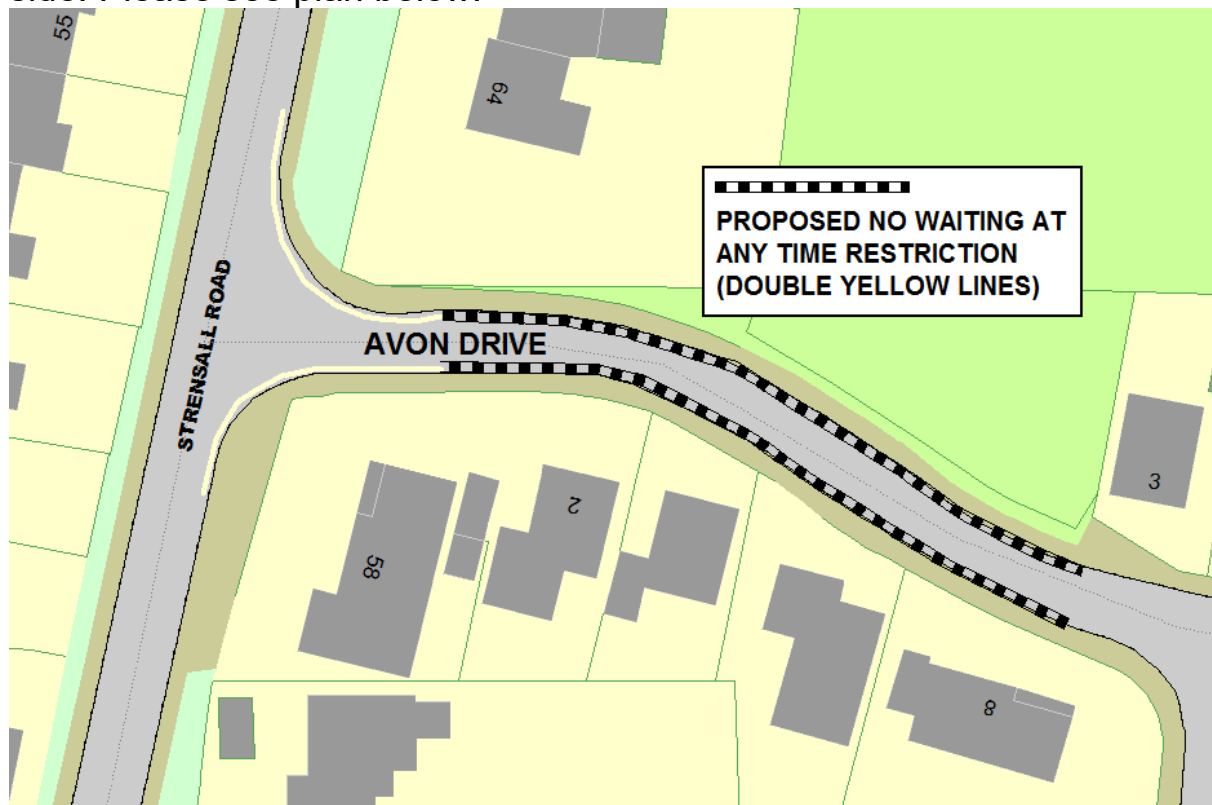 55
64
PROPOSED NO WAITING AT
ANY TIME RESTRICTION
(DOUBLE YELLOW LINES)
STRENSALL ROAD
AVON DRIVE
3
2
58
8